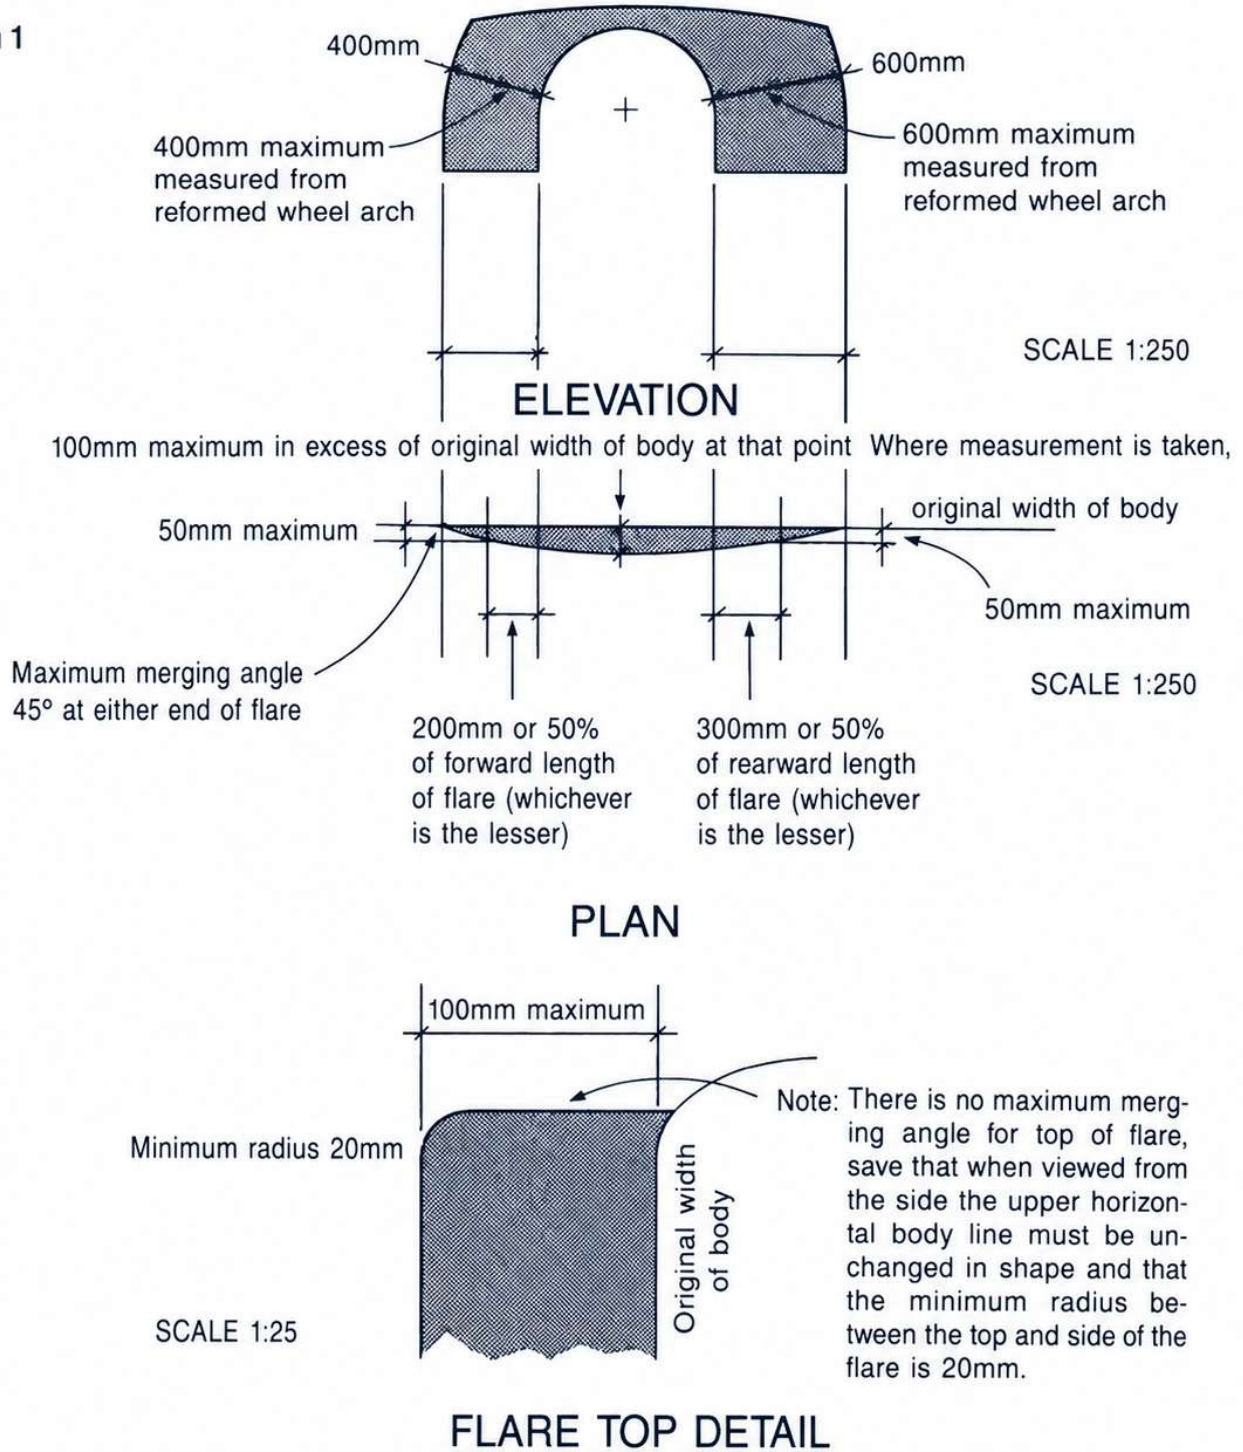 1
400mm
600mm
400mm maximum
measured from
reformed wheel arch
600mm maximum
measured from
reformed wheel arch
SCALE 1:250
ELEVATION
100mm maximum in excess of original width of body at that point Where measurement is taken,
original width of body
50mm maximum
50mm maximum
Maximum merging angle
45º at either end of flare
SCALE 1:250
200mm or 50%
of forward length
of flare (whichever
is the lesser)
300mm or 50%
of rearward length
of flare (whichever
is the lesser)
PLAN
100mm maximum
Minimum radius 20mm
Original width
of body
Note: There is no maximum merg-
ing angle for top of flare,
save that when viewed from
the side the upper horizon-
tal body line must be un-
changed in shape and that
the minimum radius be-
tween the top and side of the
flare is 20mm.
SCALE 1:25
FLARE TOP DETAIL